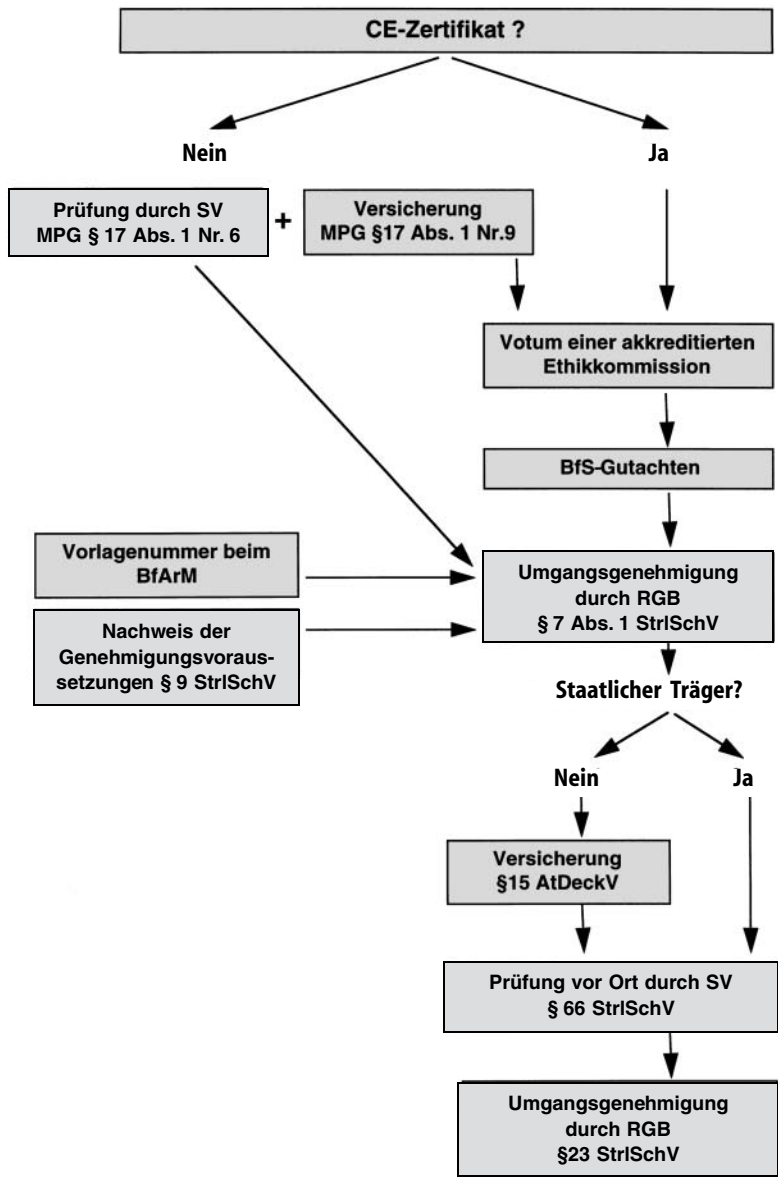 CE-Zertifikat ?
Nein
Ja
Prüfung durch SV
MPG § 17 Abs. 1 Nr. 6
+
Versicherung
MPG §17 Abs. 1 Nr.9
Votum einer akkreditierten
Ethikkommission
BfS-Gutachten
Vorlagenummer beim
BfArM
Umgangsgenehmigung
durch RGB
§ 7 Abs. 1 StrlSchV
Nachweis der
Genehmigungsvoraus-
setzungen § 9 StrlSchV
Staatlicher Träger?
Nein
Ja
Versicherung
§15 AtDeckV
Prüfung vor Ort durch SV
§ 66 StrlSchV
Umgangsgenehmigung
durch RGB
§23 StrlSchV